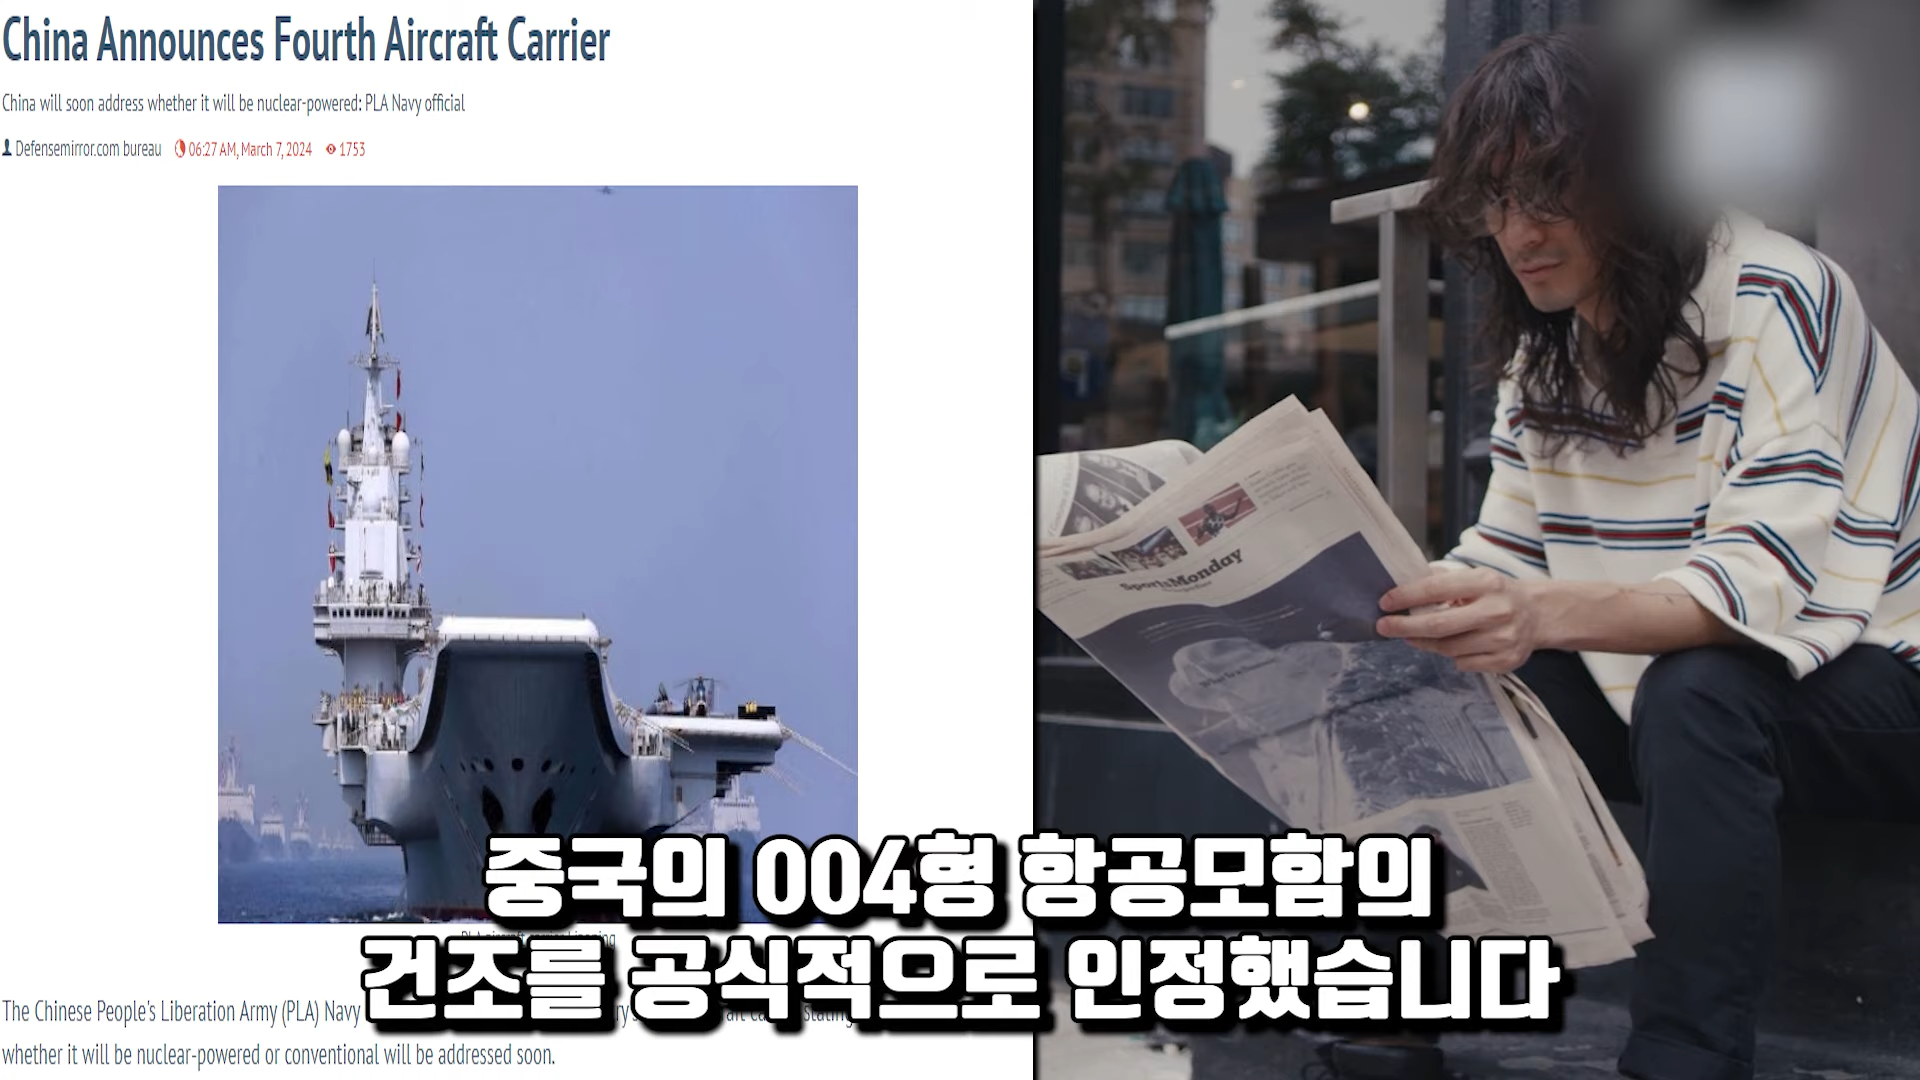 China Announces Fourth Aircraft Carrier
China will soon address whether it will be nuclear-powered: PLA Navy official
Defensemirror.com bureau 06:27 AM, March 7, 2024 1753
Sports Monday
중국의 004형 항공모함의
건조를 공식적으로 인정했습니다
The Chinese People's Liberation Army (PLA) Navy
whether it will be nuclear-powered or conventional will be addressed soon.